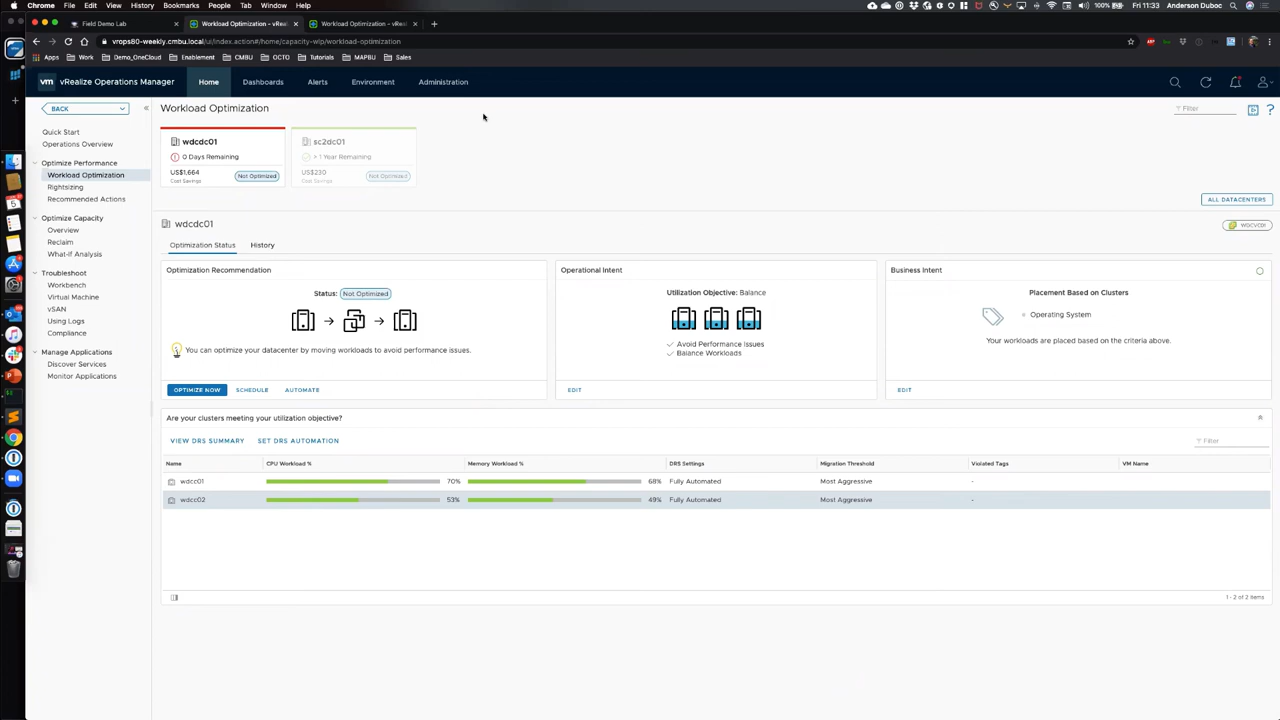 Chrome File Edit View History Bookmarks People Tab Window Help 100% Fri 11:33 Anderson Duboc
Field Demo Lab
Workload Optimization - vReal
Workload Optimization - vReal
vrops80-weekly.cmbu.local/ui/index.action#/home/capacity-wlp/workload-optimization
Apps Work Demo_OneCloud Enablement CMBU OCTO Tutorials MAPBU Sales
vm vRealize Operations Manager Home Dashboards Alerts Environment Administration
BACK
Workload Optimization
Filter
Quick Start
Operations Overview
Optimize Performance
Workload Optimization
Rightsizing
Recommended Actions
Optimize Capacity
Overview
Reclaim
What-If Analysis
Troubleshoot
Workbench
Virtual Machine
vSAN
Using Logs
Compliance
Manage Applications
Discover Services
Monitor Applications
wdcdc01
0 Days Remaining
US$1,664
Cost Savings
Not Optimized
sc2dc01
> 1 Year Remaining
US$230
Cost Savings
Not Optimized
ALL DATACENTERS
wdcdc01
Optimization Status History
Optimization Recommendation
Status: Not Optimized
You can optimize your datacenter by moving workloads to avoid performance issues.
OPTIMIZE NOW SCHEDULE AUTOMATE
Operational Intent
Utilization Objective: Balance
Avoid Performance Issues
Balance Workloads
EDIT
Business Intent
Placement Based on Clusters
Operating System
Your workloads are placed based on the criteria above.
EDIT
Are your clusters meeting your utilization objective?
VIEW DRS SUMMARY SET DRS AUTOMATION
Filter
Name CPU Workload % Memory Workload % DRS Settings Migration Threshold Violated Tags VM Name
wdcc01 70% 68% Fully Automated Most Aggressive -
wdcc02 53% 49% Fully Automated Most Aggressive -
1 - 2 of 2 items